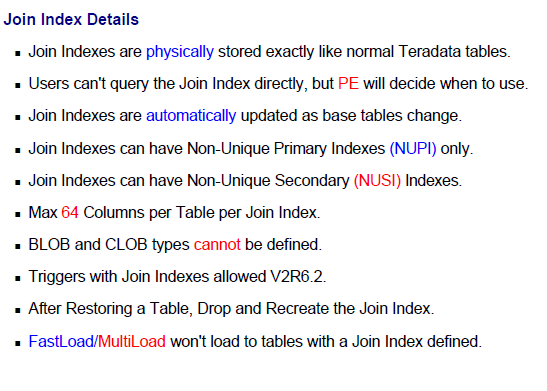 Join Index Details
▪ Join Indexes are physically stored exactly like normal Teradata tables.
▪ Users can't query the Join Index directly, but PE will decide when to use.
▪ Join Indexes are automatically updated as base tables change.
▪ Join Indexes can have Non-Unique Primary Indexes (NUPI) only.
▪ Join Indexes can have Non-Unique Secondary (NUSI) Indexes.
▪ Max 64 Columns per Table per Join Index.
▪ BLOB and CLOB types cannot be defined.
▪ Triggers with Join Indexes allowed V2R6.2.
▪ After Restoring a Table, Drop and Recreate the Join Index.
▪ FastLoad/MultiLoad won't load to tables with a Join Index defined.